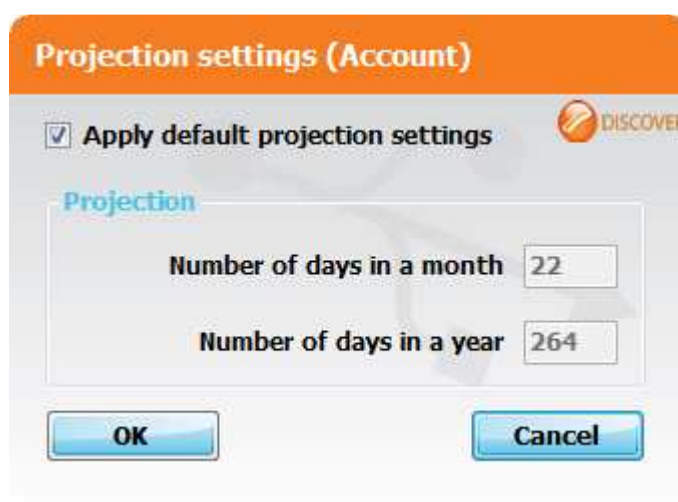 Projection settings (Account)
Apply default projection settings
DISCOVE
Projection
Number of days in a month 22
Number of days in a year 264
OK Cancel